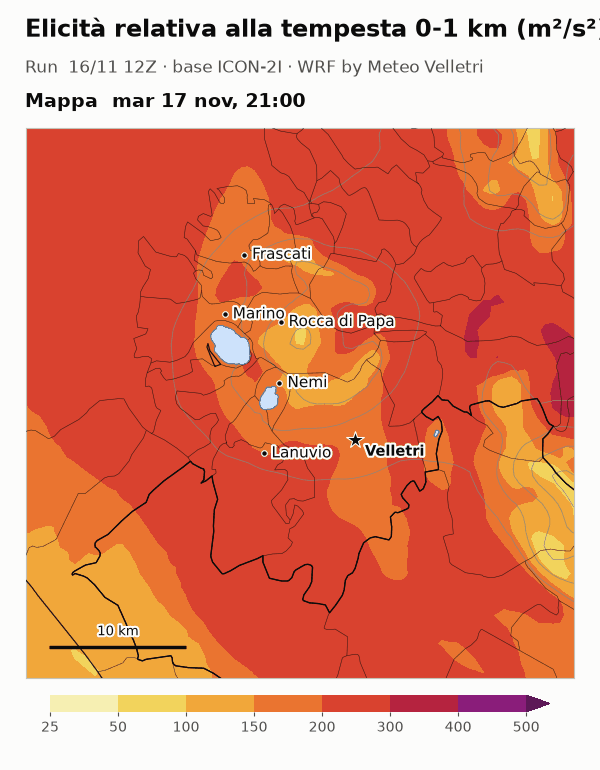 Elicità relativa alla tempesta 0-1 km (m²/s²)
Run 16/11 12Z · base ICON-2I · WRF by Meteo Velletri
Mappa mar 17 nov, 21:00
Frascati
Marino
Rocca di Papa
Nemi
Velletri
Lanuvio
10 km
25 50 100 150 200 300 400 500